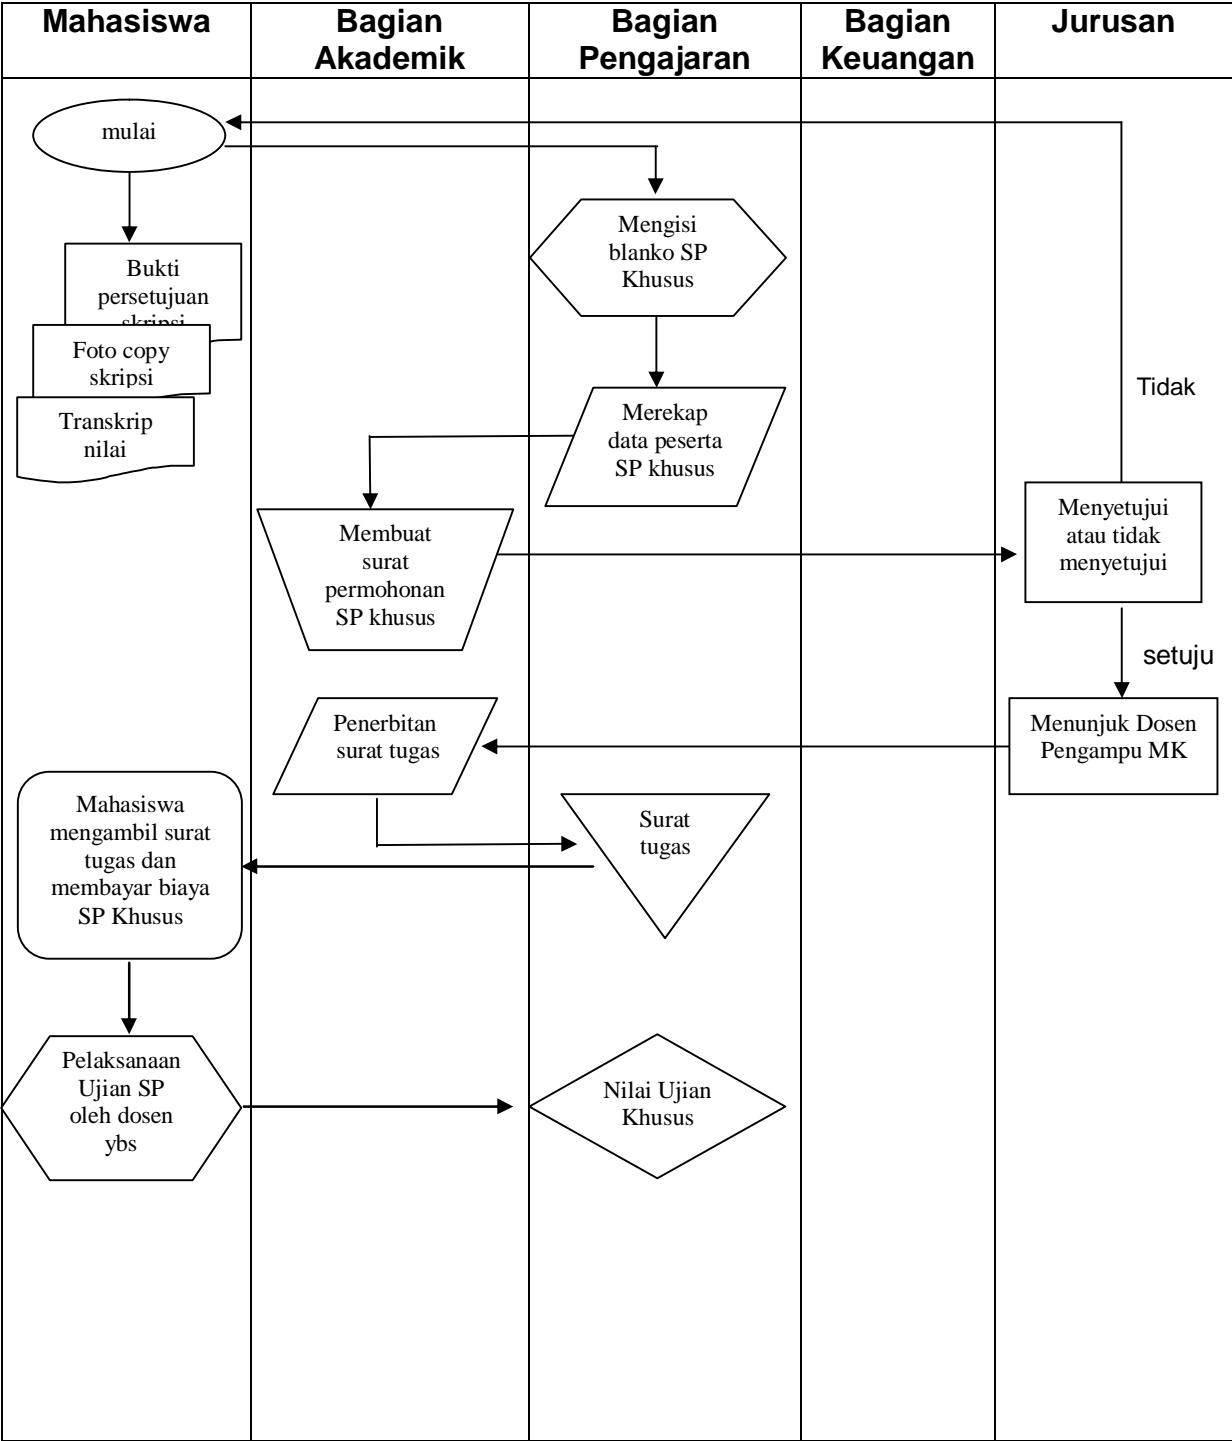 Mahasiswa
Bagian
Akademik
Bagian
Pengajaran
Bagian
Keuangan
Jurusan
mulai
Mengisi
blanko SP
Khusus
Bukti
persetujuan
skripsi
Foto copy
skripsi
Transkrip
nilai
Merekap
data peserta
SP khusus
Tidak
Membuat
surat
permohonan
SP khusus
Menyetujui
atau tidak
menyetujui
setuju
Penerbitan
surat tugas
Menunjuk Dosen
Pengampu MK
Mahasiswa
mengambil surat
tugas dan
membayar biaya
SP Khusus
Surat
tugas
Pelaksanaan
Ujian SP
oleh dosen
ybs
Nilai Ujian
Khusus